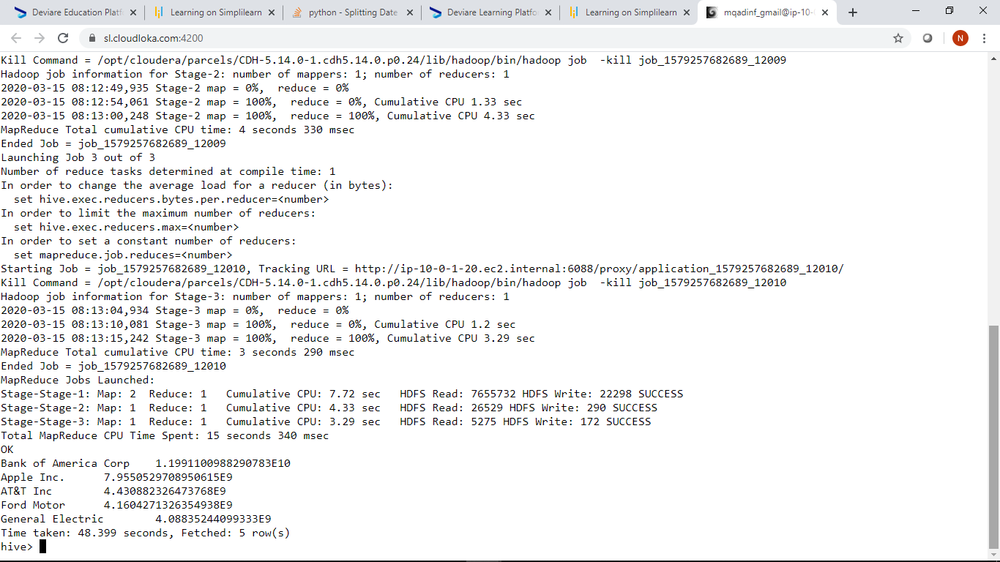 Deviare Education Platf
Learning on Simplilearn
python - Splitting Date
Deviare Learning Platfo
Learning on Simplilearn
mqadinf_gmail@ip-10-
sl.cloudloka.com:4200
N
Kill Command = /opt/cloudera/parcels/CDH-5.14.0-1.cdh5.14.0.p0.24/lib/hadoop/bin/hadoop job  -kill job_1579257682689_12009
Hadoop job information for Stage-2: number of mappers: 1; number of reducers: 1
2020-03-15 08:12:49,935 Stage-2 map = 0%,  reduce = 0%
2020-03-15 08:12:54,061 Stage-2 map = 100%,  reduce = 0%, Cumulative CPU 1.33 sec
2020-03-15 08:13:00,248 Stage-2 map = 100%,  reduce = 100%, Cumulative CPU 4.33 sec
MapReduce Total cumulative CPU time: 4 seconds 330 msec
Ended Job = job_1579257682689_12009
Launching Job 3 out of 3
Number of reduce tasks determined at compile time: 1
In order to change the average load for a reducer (in bytes):
  set hive.exec.reducers.bytes.per.reducer=<number>
In order to limit the maximum number of reducers:
  set hive.exec.reducers.max=<number>
In order to set a constant number of reducers:
  set mapreduce.job.reduces=<number>
Starting Job = job_1579257682689_12010, Tracking URL = http://ip-10-0-1-20.ec2.internal:6088/proxy/application_1579257682689_12010/
Kill Command = /opt/cloudera/parcels/CDH-5.14.0-1.cdh5.14.0.p0.24/lib/hadoop/bin/hadoop job  -kill job_1579257682689_12010
Hadoop job information for Stage-3: number of mappers: 1; number of reducers: 1
2020-03-15 08:13:04,934 Stage-3 map = 0%,  reduce = 0%
2020-03-15 08:13:10,081 Stage-3 map = 100%,  reduce = 0%, Cumulative CPU 1.2 sec
2020-03-15 08:13:15,242 Stage-3 map = 100%,  reduce = 100%, Cumulative CPU 3.29 sec
MapReduce Total cumulative CPU time: 3 seconds 290 msec
Ended Job = job_1579257682689_12010
MapReduce Jobs Launched:
Stage-Stage-1: Map: 2  Reduce: 1   Cumulative CPU: 7.72 sec   HDFS Read: 7655732 HDFS Write: 22298 SUCCESS
Stage-Stage-2: Map: 1  Reduce: 1   Cumulative CPU: 4.33 sec   HDFS Read: 26529 HDFS Write: 290 SUCCESS
Stage-Stage-3: Map: 1  Reduce: 1   Cumulative CPU: 3.29 sec   HDFS Read: 5275 HDFS Write: 172 SUCCESS
Total MapReduce CPU Time Spent: 15 seconds 340 msec
OK
Bank of America Corp    1.1991100988290783E10
Apple Inc.      7.9550529708950615E9
AT&T Inc        4.430882326473768E9
Ford Motor      4.1604271326354938E9
General Electric        4.08835244099333E9
Time taken: 48.399 seconds, Fetched: 5 row(s)
hive>